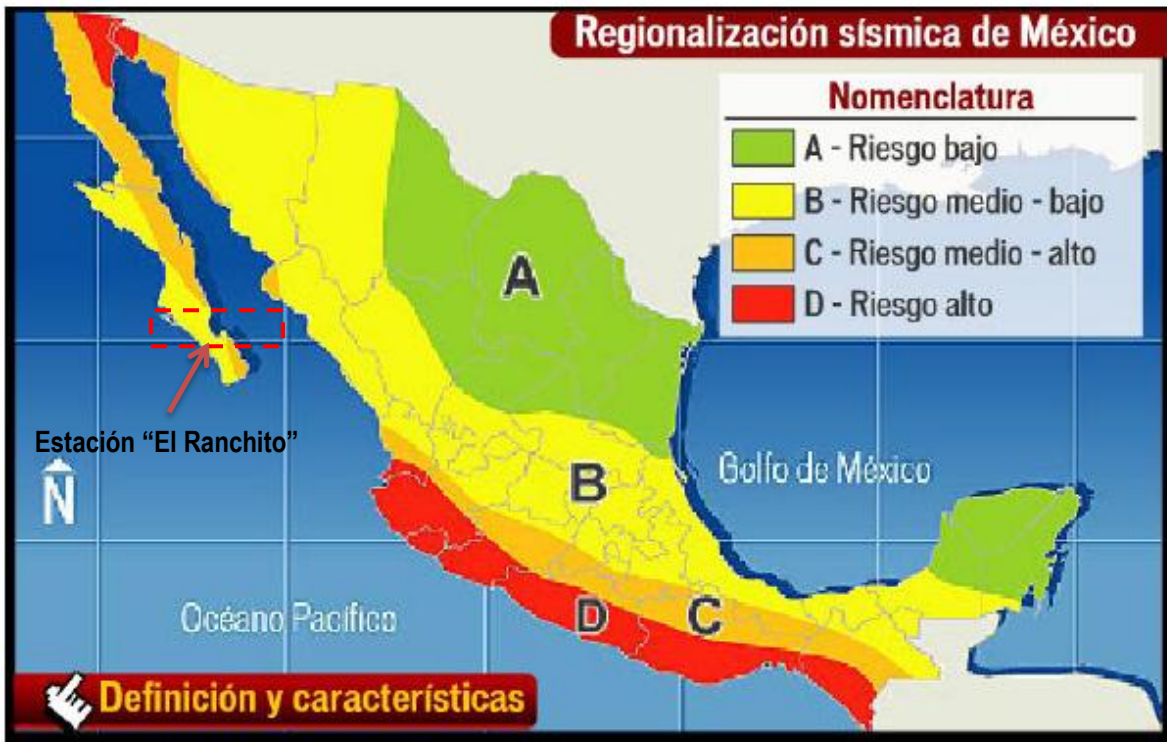 Regionalización sísmica de México
Nomenclatura
A - Riesgo bajo
B - Riesgo medio - bajo
C - Riesgo medio - alto
D - Riesgo alto
A
Estación “El Ranchito”
N
B
Golfo de México
Océano Pacífico
D
C
Definición y características